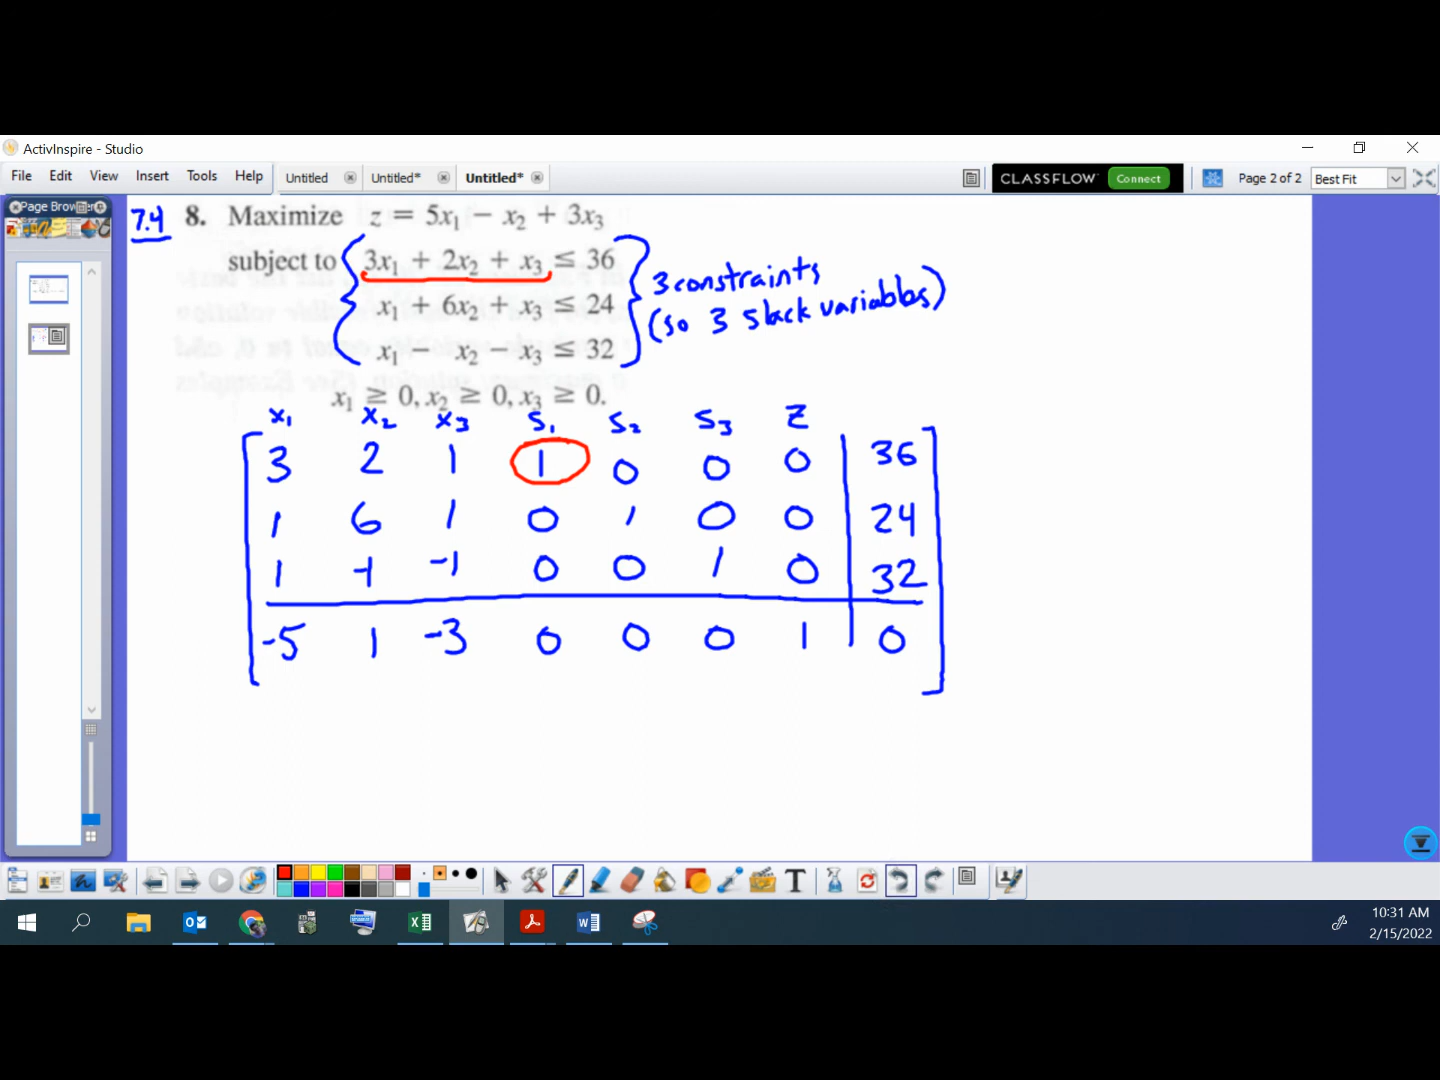 ActivInspire - Studio
File Edit View Insert Tools Help Untitled Untitled* Untitled* CLASSFLOW Connect Page 2 of 2 Best Fit
7.4 8. Maximize z = 5x₁ − x₂ + 3x₃
subject to 3x₁ + 2x₂ + x₃ ≤ 36
x₁ + 6x₂ + x₃ ≤ 24
x₁ − x₂ − x₃ ≤ 32
x₁ ≥ 0, x₂ ≥ 0, x₃ ≥ 0.
3 constraints
(so 3 slack variables)
x₁ x₂ x₃ s₁ s₂ s₃ z
3 2 1 1 0 0 0 36
1 6 1 0 1 0 0 24
1 -1 -1 0 0 1 0 32
-5 1 -3 0 0 0 1 0
10:31 AM
2/15/2022